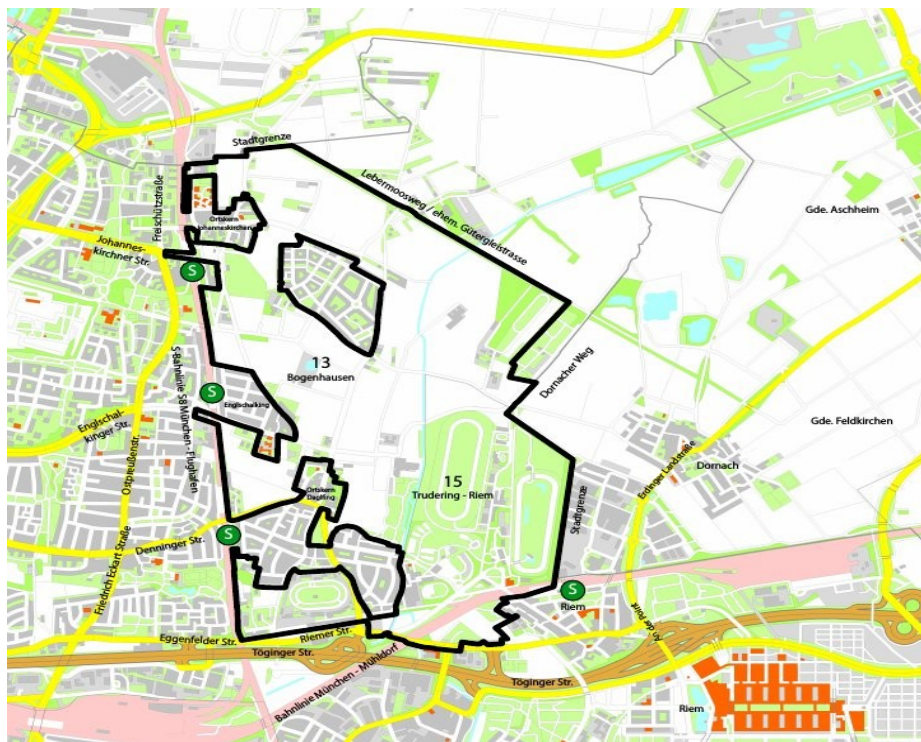 Stadtgrenze
Freischützstraße
Lebermoosweg / ehem. Gütergleistrasse
Ortskern
Johanneskirchen
Gde. Aschheim
Johannes-
kirchner Str.
S
13
Bogenhausen
Dornacher Weg
S
Englschalking
S-Bahnlinie S8 München - Flughafen
Englschal-
kinger Str.
Ostpreußenstr.
Gde. Feldkirchen
Erdinger Landstraße
Dornach
15
Trudering - Riem
Ortskern
Daglfing
Stadtgrenze
S
Denninger Str.
Friedrich Eckart Straße
S
Riem
An der Point
Eggenfelder Str.
Riemer Str.
Töginger Str.
Bahnlinie München - Mühldorf
Töginger Str.
Riem